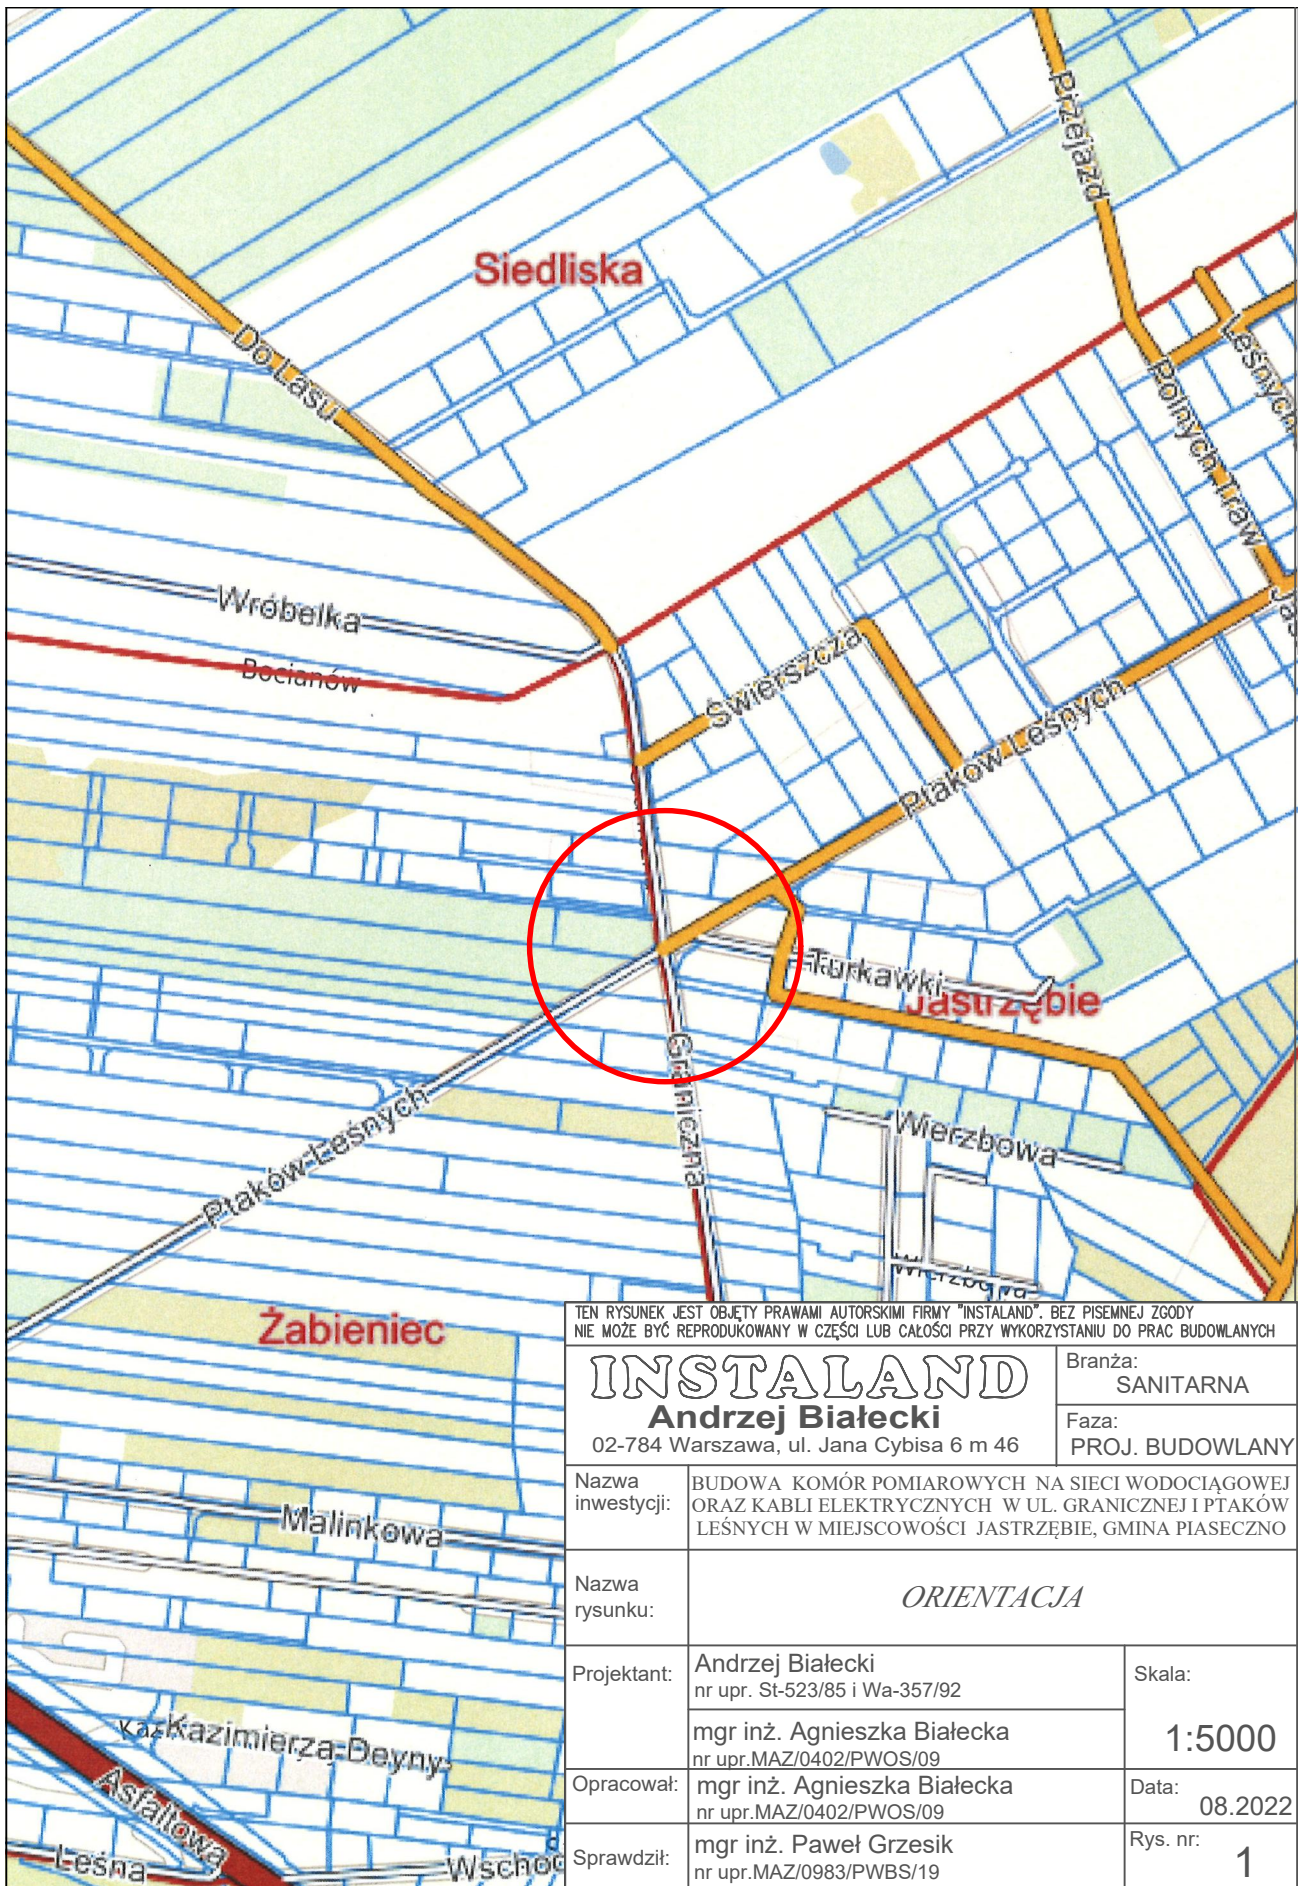 Przejazd
Siedliska
Do Lasu
Leśnych
Polnych Traw
Wróbelka
Bocianów
Świerszcza
Ptaków Leśnych
Turkawki
Jastrzębie
Graniczna
Ptaków Leśnych
Wierzbowa
Wierzbowa
Żabieniec
Malinkowa
Kazimierza Deyny
Asfaltowa
Leśna
Wschod
TEN RYSUNEK JEST OBJĘTY PRAWAMI AUTORSKIMI FIRMY "INSTALAND". BEZ PISEMNEJ ZGODY
NIE MOŻE BYĆ REPRODUKOWANY W CZĘŚCI LUB CAŁOŚCI PRZY WYKORZYSTANIU DO PRAC BUDOWLANYCH
INSTALAND
Andrzej Białecki
02-784 Warszawa, ul. Jana Cybisa 6 m 46
Branża:
SANITARNA
Faza:
PROJ. BUDOWLANY
Nazwa
inwestycji:
BUDOWA KOMÓR POMIAROWYCH NA SIECI WODOCIĄGOWEJ
ORAZ KABLI ELEKTRYCZNYCH W UL. GRANICZNEJ I PTAKÓW
LEŚNYCH W MIEJSCOWOŚCI JASTRZĘBIE, GMINA PIASECZNO
Nazwa
rysunku:
ORIENTACJA
Projektant:
Andrzej Białecki
nr upr. St-523/85 i Wa-357/92
mgr inż. Agnieszka Białecka
nr upr.MAZ/0402/PWOS/09
Skala:
1:5000
Opracował:
mgr inż. Agnieszka Białecka
nr upr.MAZ/0402/PWOS/09
Data:
08.2022
Sprawdził:
mgr inż. Paweł Grzesik
nr upr.MAZ/0983/PWBS/19
Rys. nr:
1